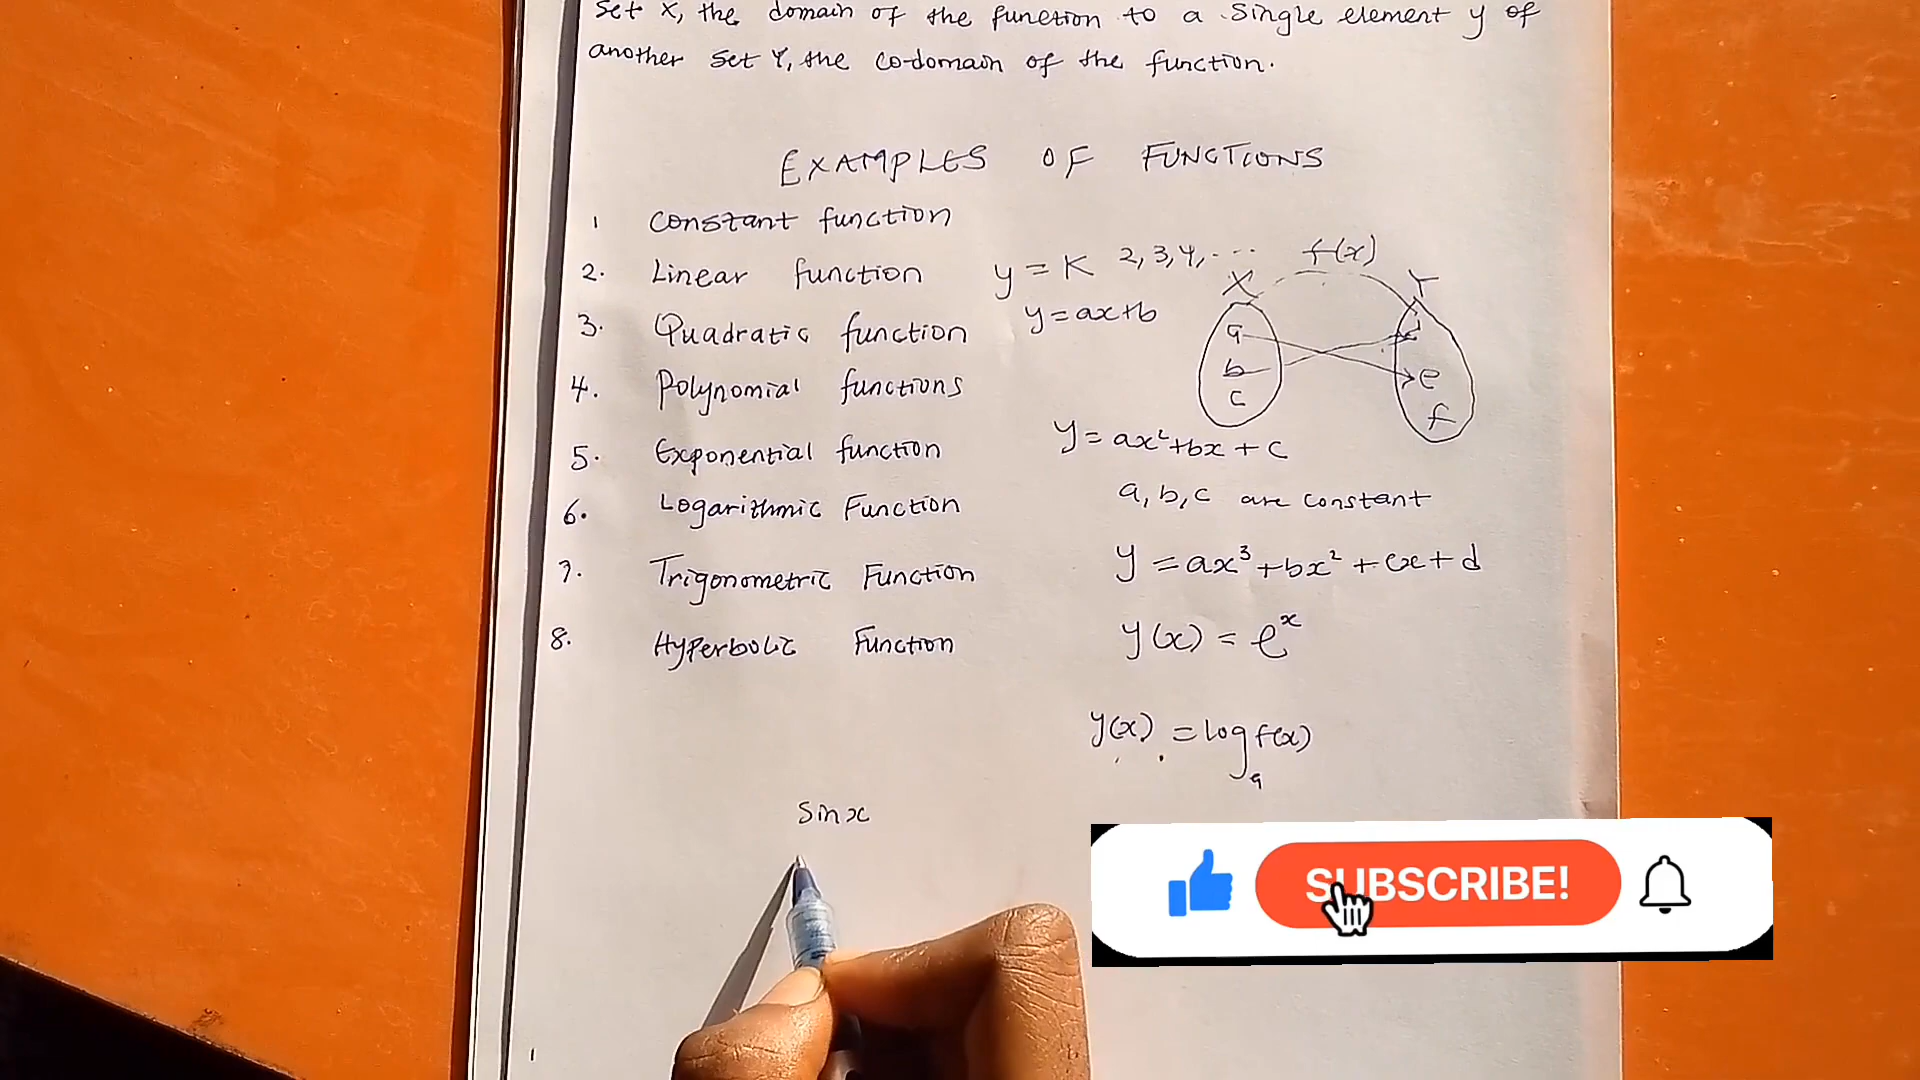 Set X, the domain of the function to a single element y of
another set Y, the co-domain of the function.
EXAMPLES OF FUNCTIONS
1 Constant function
2. Linear function
3. Quadratic function
4. Polynomial functions
5. Exponential function
6. Logarithmic Function
7. Trigonometric Function
8. Hyperbolic Function
y = K 2, 3, 4, ...
y = ax+b
f(x)
X Y
a
b
c
e
f
y = ax²+bx + c
a, b, c are constant
y = ax³+bx² + cx + d
y(x) = e^x
y(x) = log_a f(x)
Sin x
SUBSCRIBE!